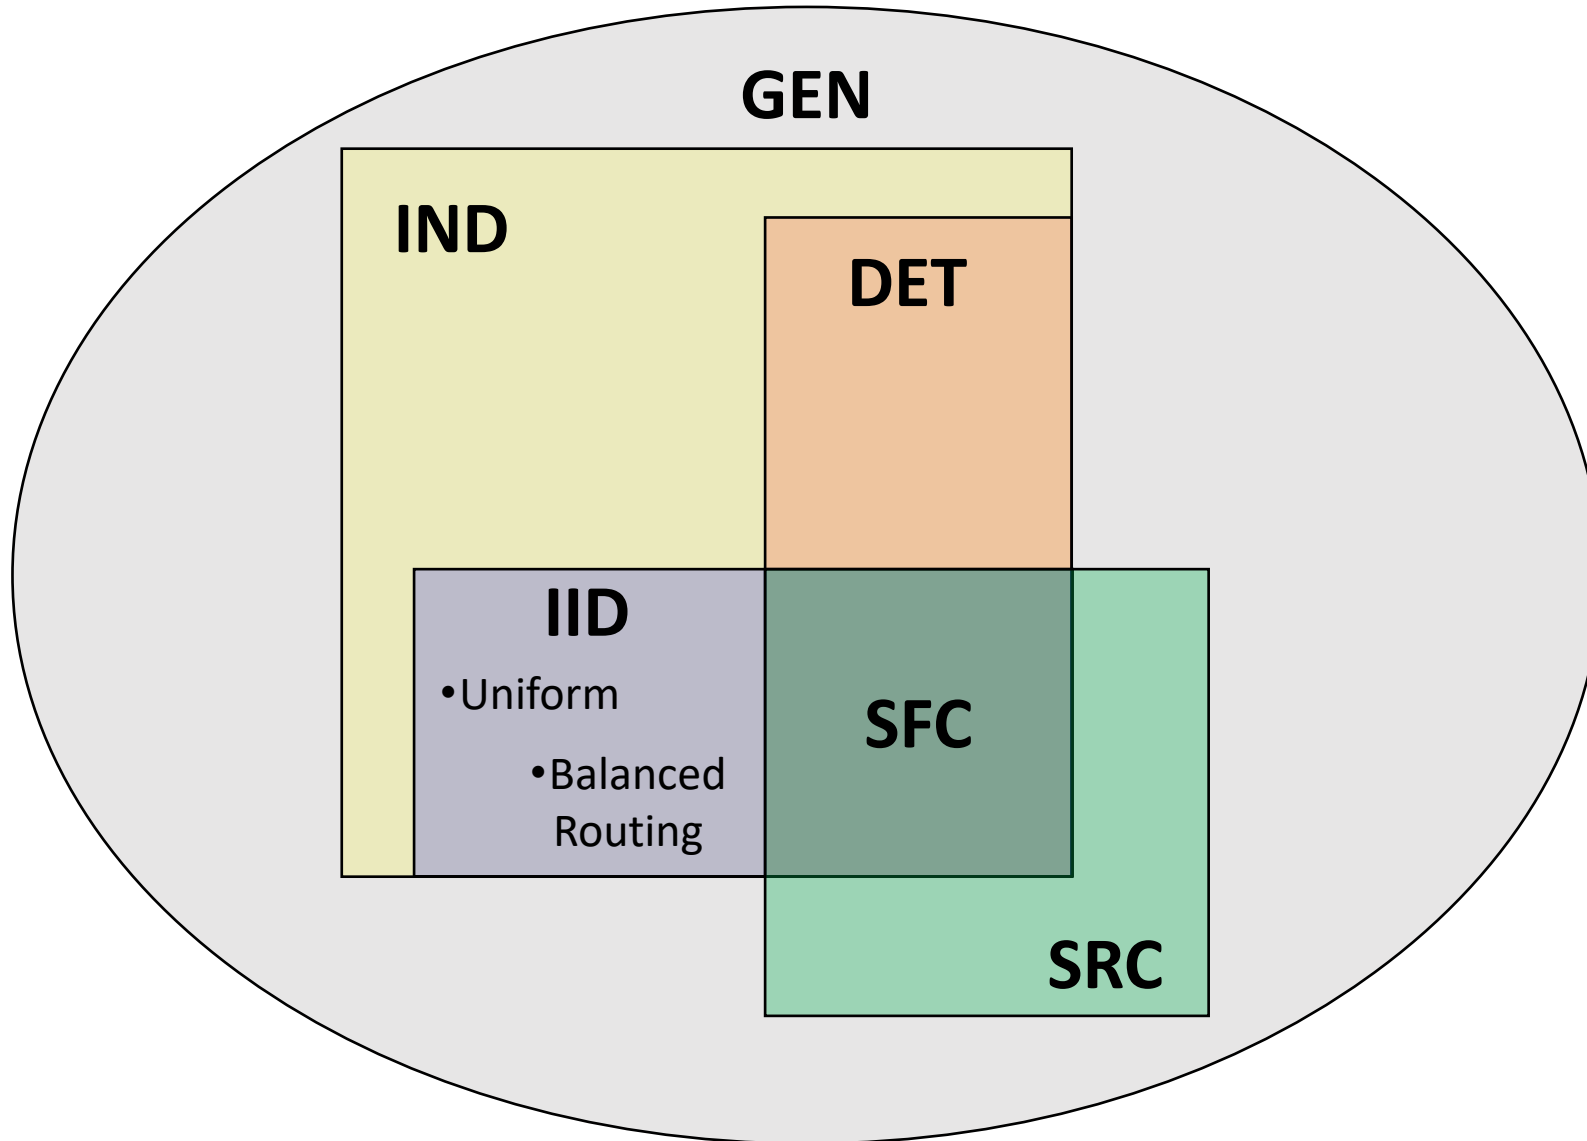 GEN
IND
DET
IID
•Uniform
•Balanced
Routing
SFC
SRC